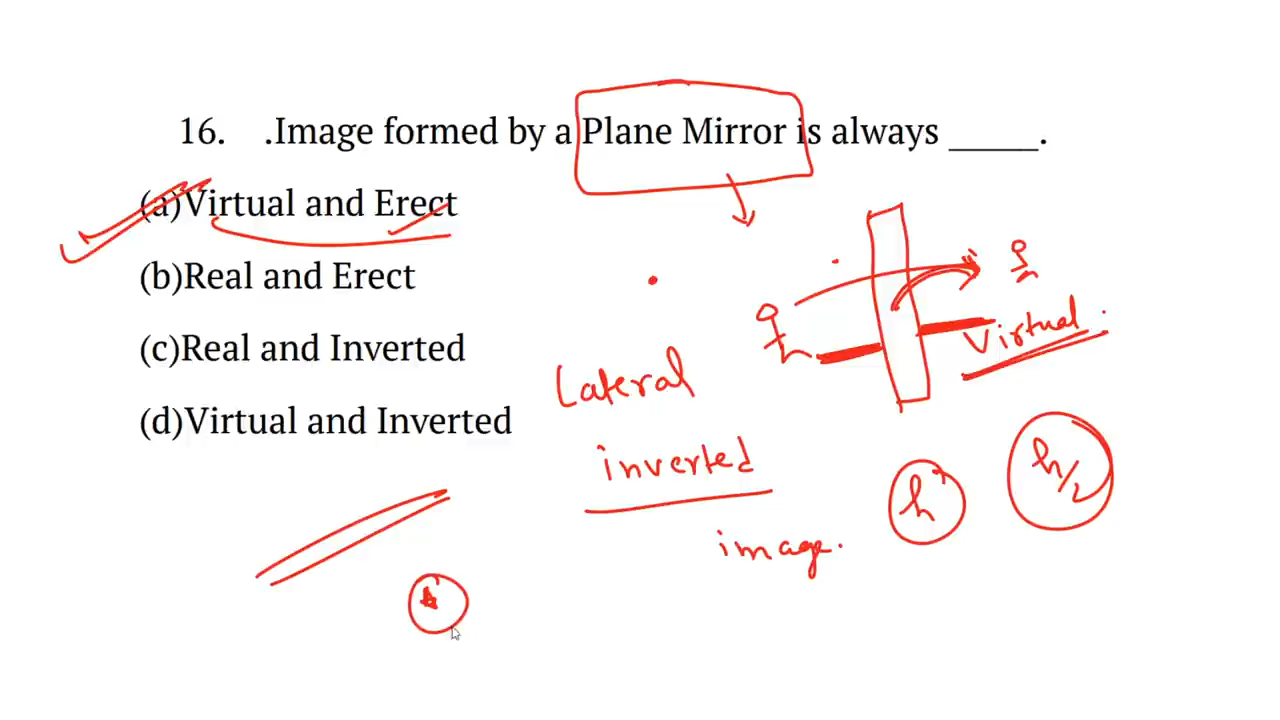 16. .Image formed by a Plane Mirror is always _____.
(a)Virtual and Erect
(b)Real and Erect
(c)Real and Inverted
(d)Virtual and Inverted
Virtual.
Lateral
inverted
image.
h
h/2